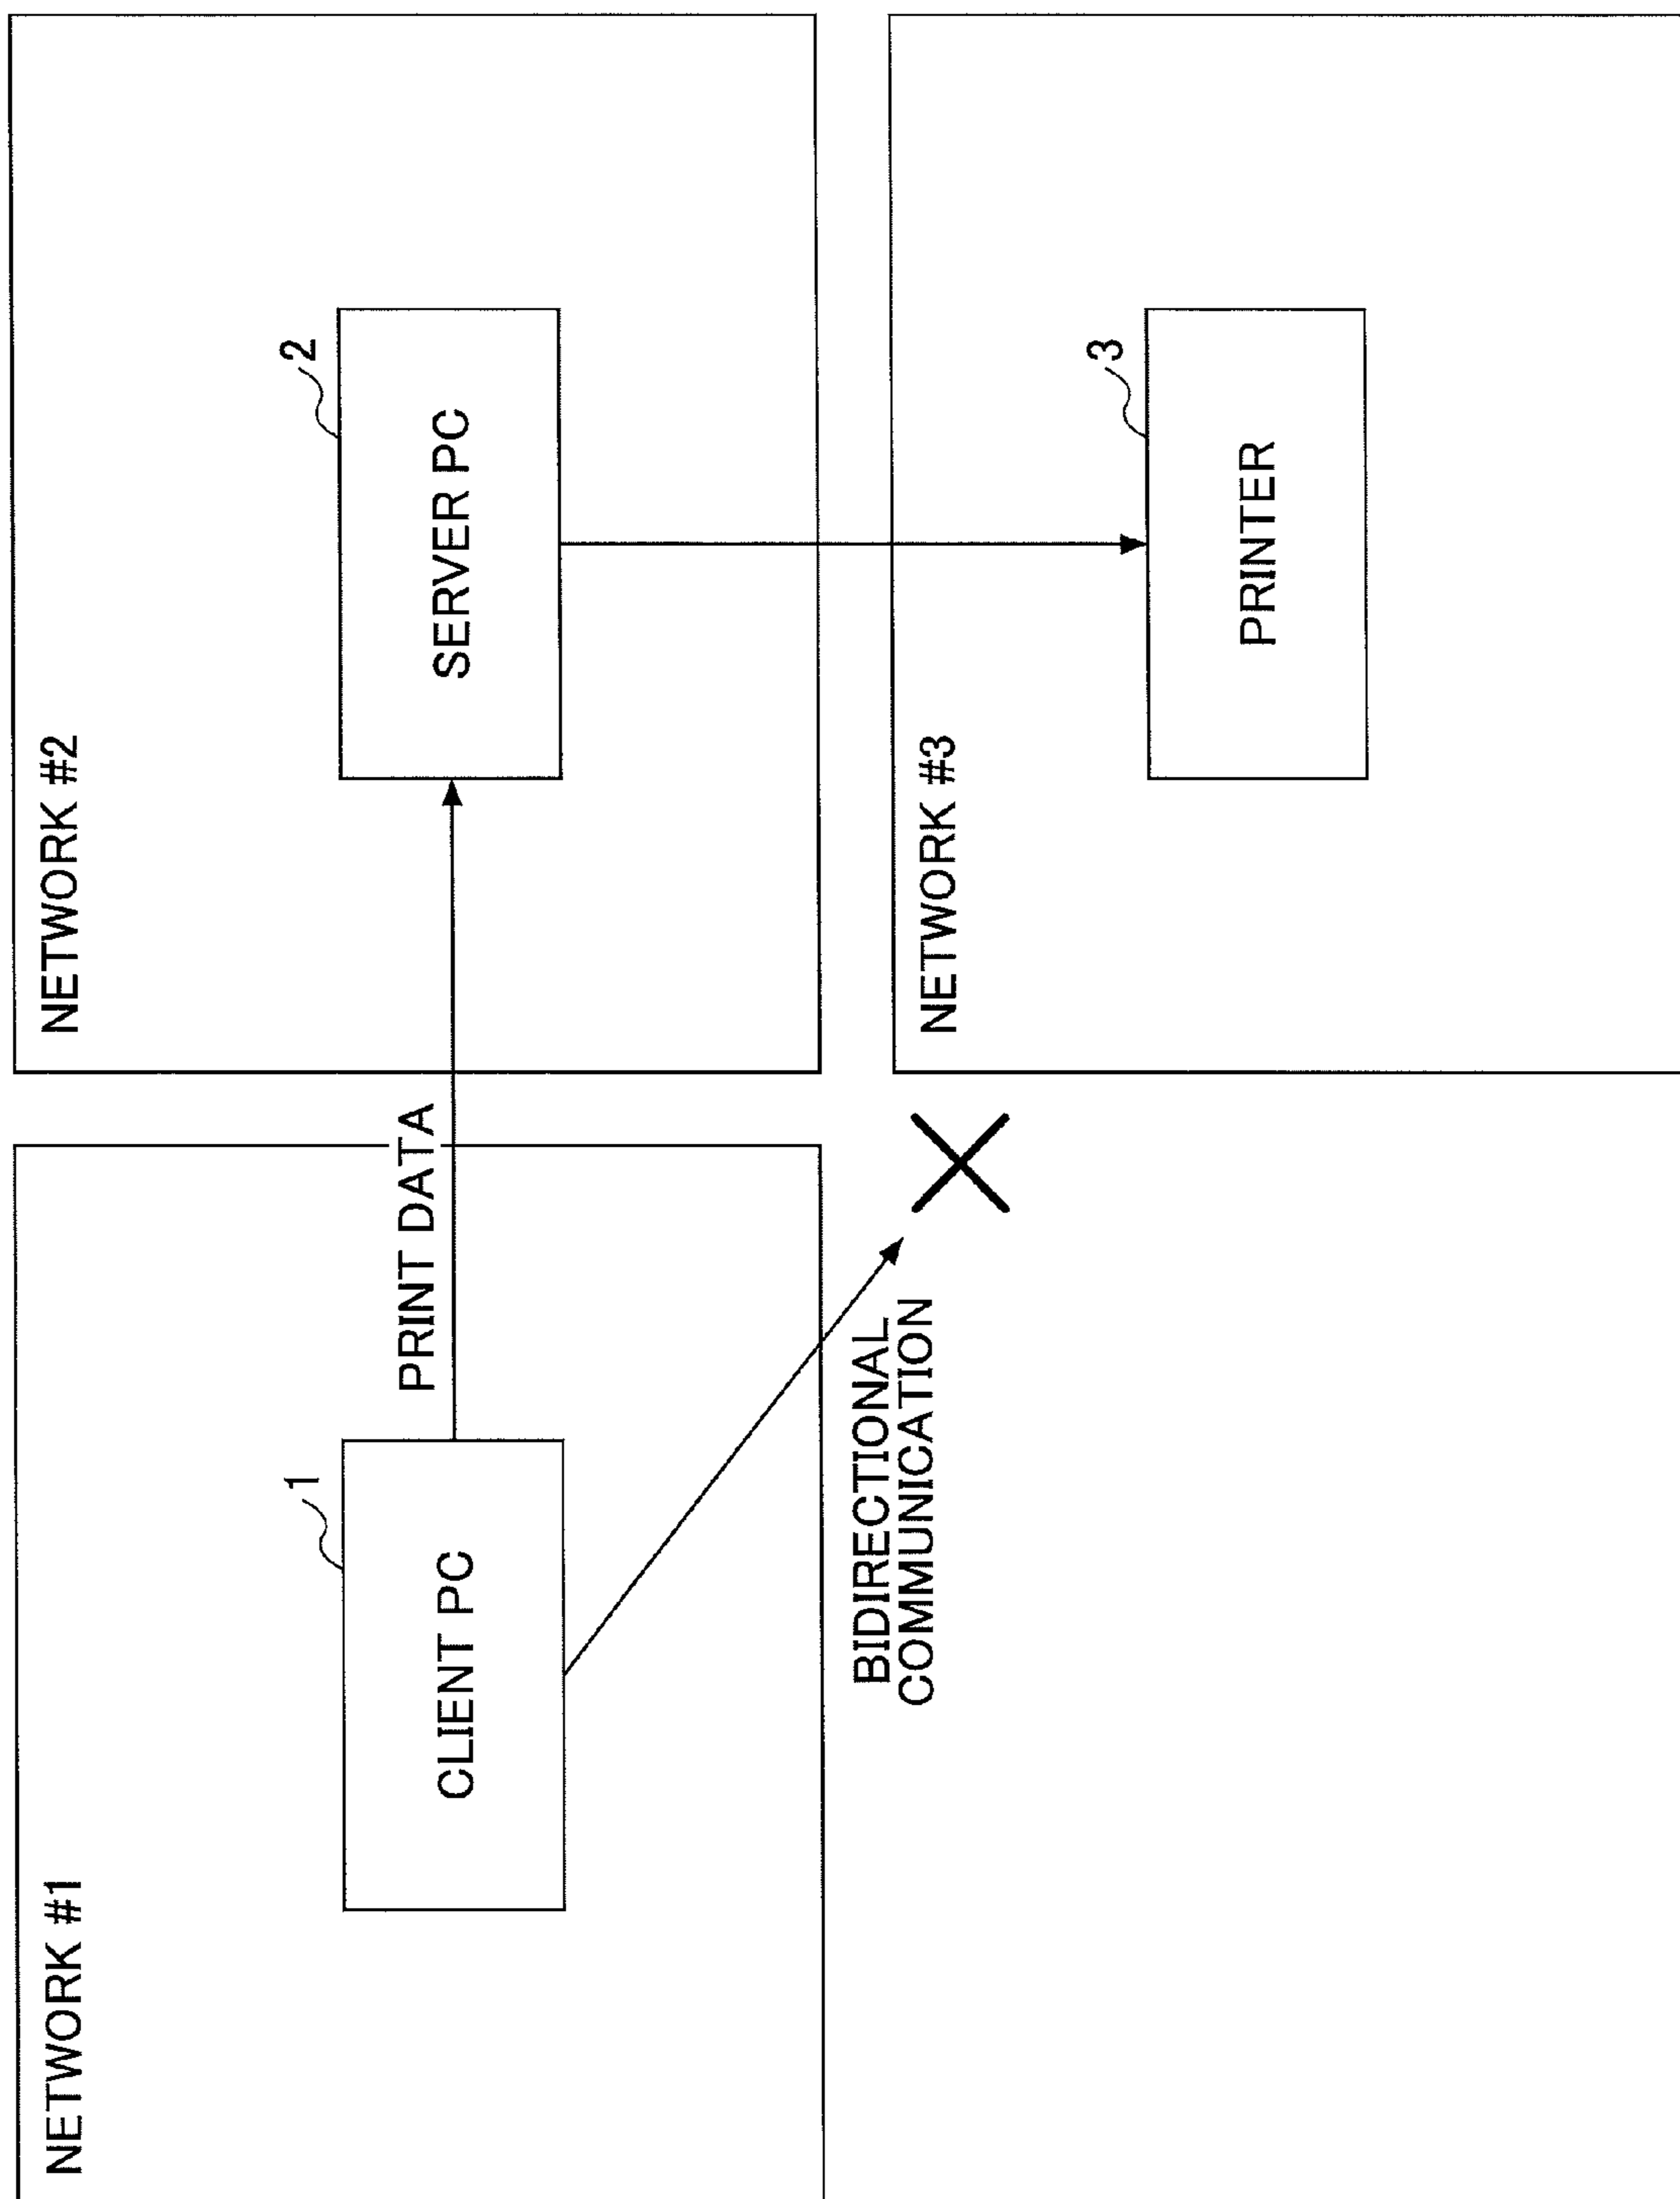 NETWORK #1
1
CLIENT PC
PRINT DATA
BIDIRECTIONAL
COMMUNICATION
NETWORK #2
2
SERVER PC
NETWORK #3
3
PRINTER